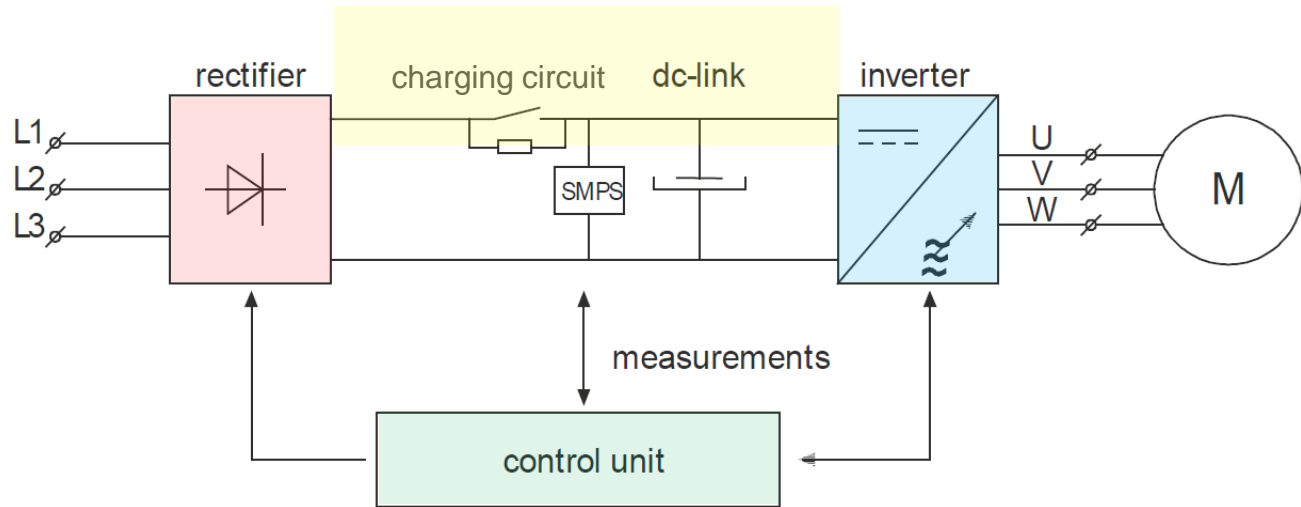 rectifier
charging circuit
dc-link
inverter
L1
L2
L3
SMPS
U
V
W
M
measurements
control unit